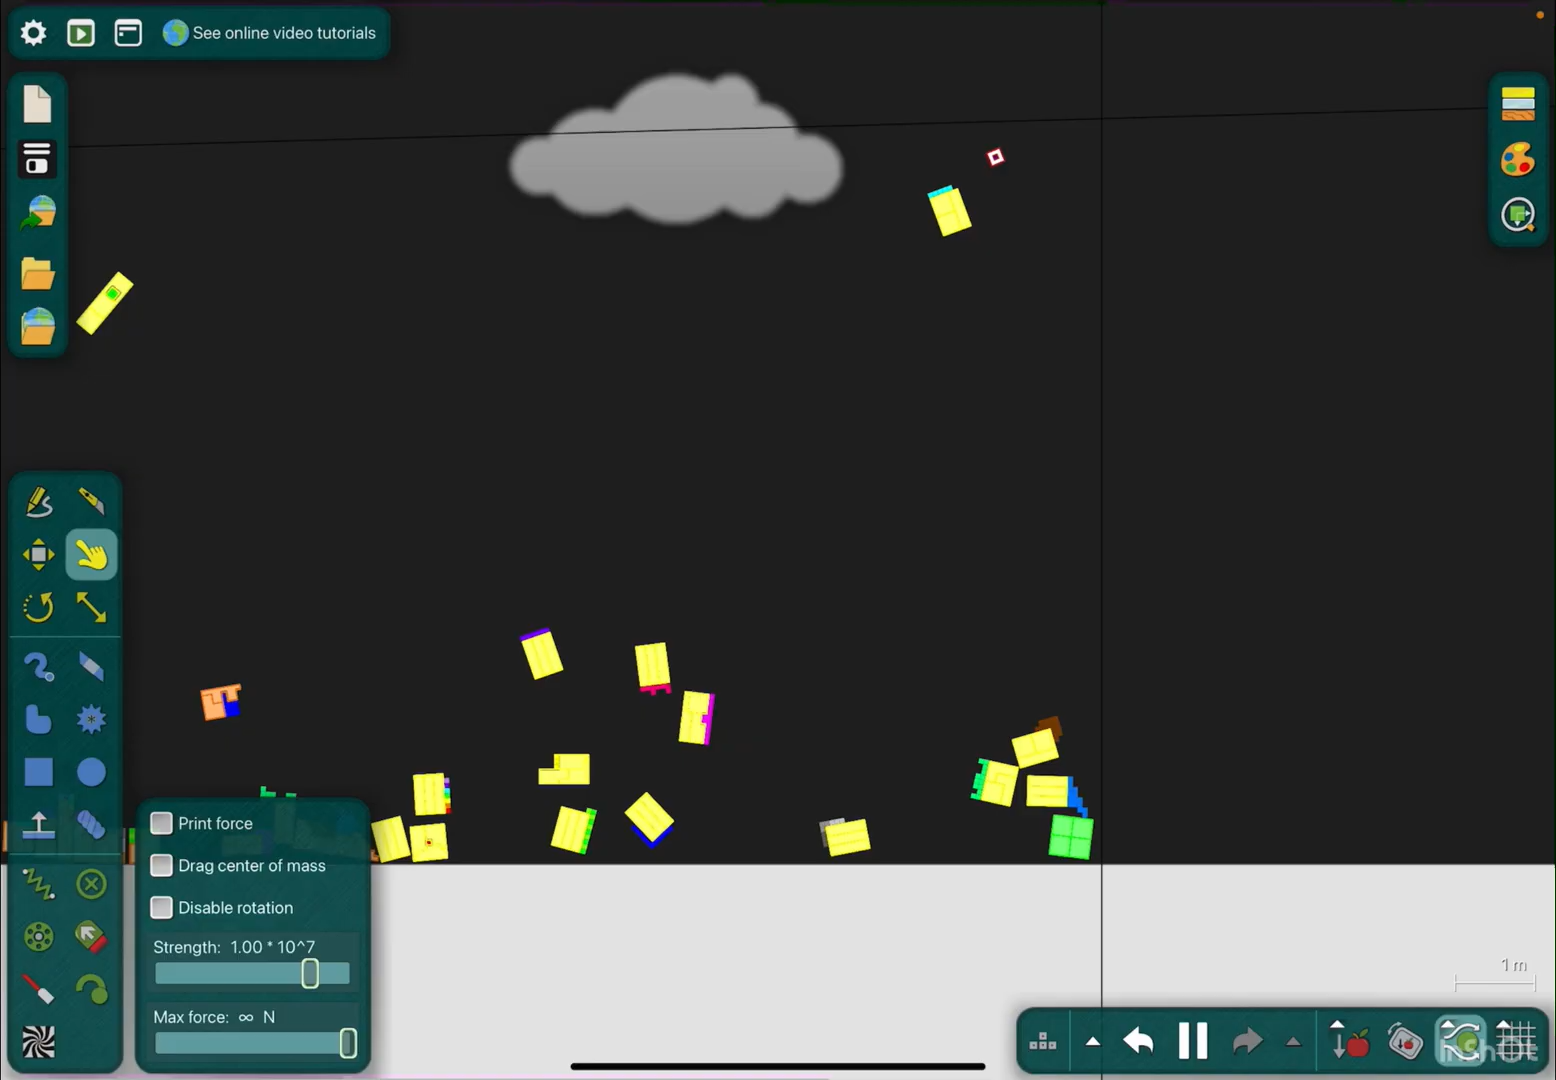 See online video tutorials
Print force
Drag center of mass
Disable rotation
Strength: 1.00 * 10^7
Max force: ∞ N
1 m
InShOt